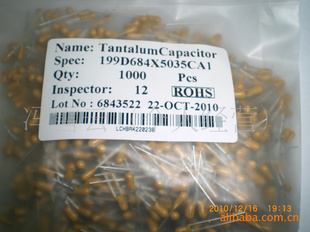 Name: TantalumCapacitor
Spec: 199D684X5035CA1
Qty: 1000 Pcs
Inspector: 12 ROHS
Lot No: 6843522 22-OCT-2010
2010/12/16 19:13
alibaba.com.cn